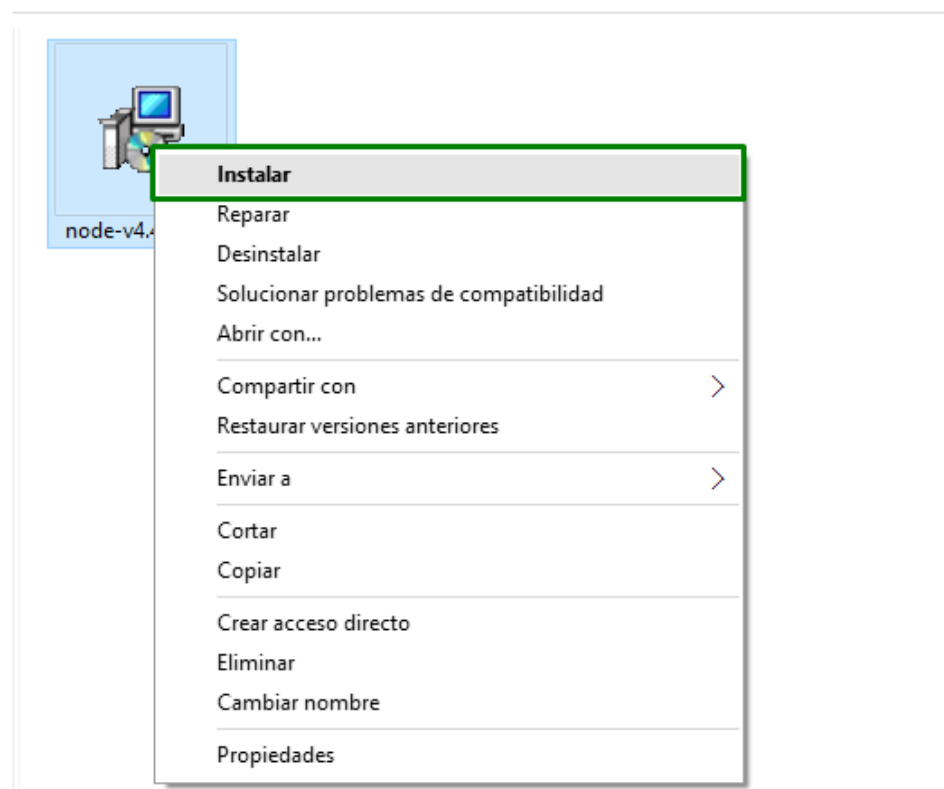 Instalar
node-v4.
Reparar
Desinstalar
Solucionar problemas de compatibilidad
Abrir con...
Compartir con
Restaurar versiones anteriores
Enviar a
Cortar
Copiar
Crear acceso directo
Eliminar
Cambiar nombre
Propiedades